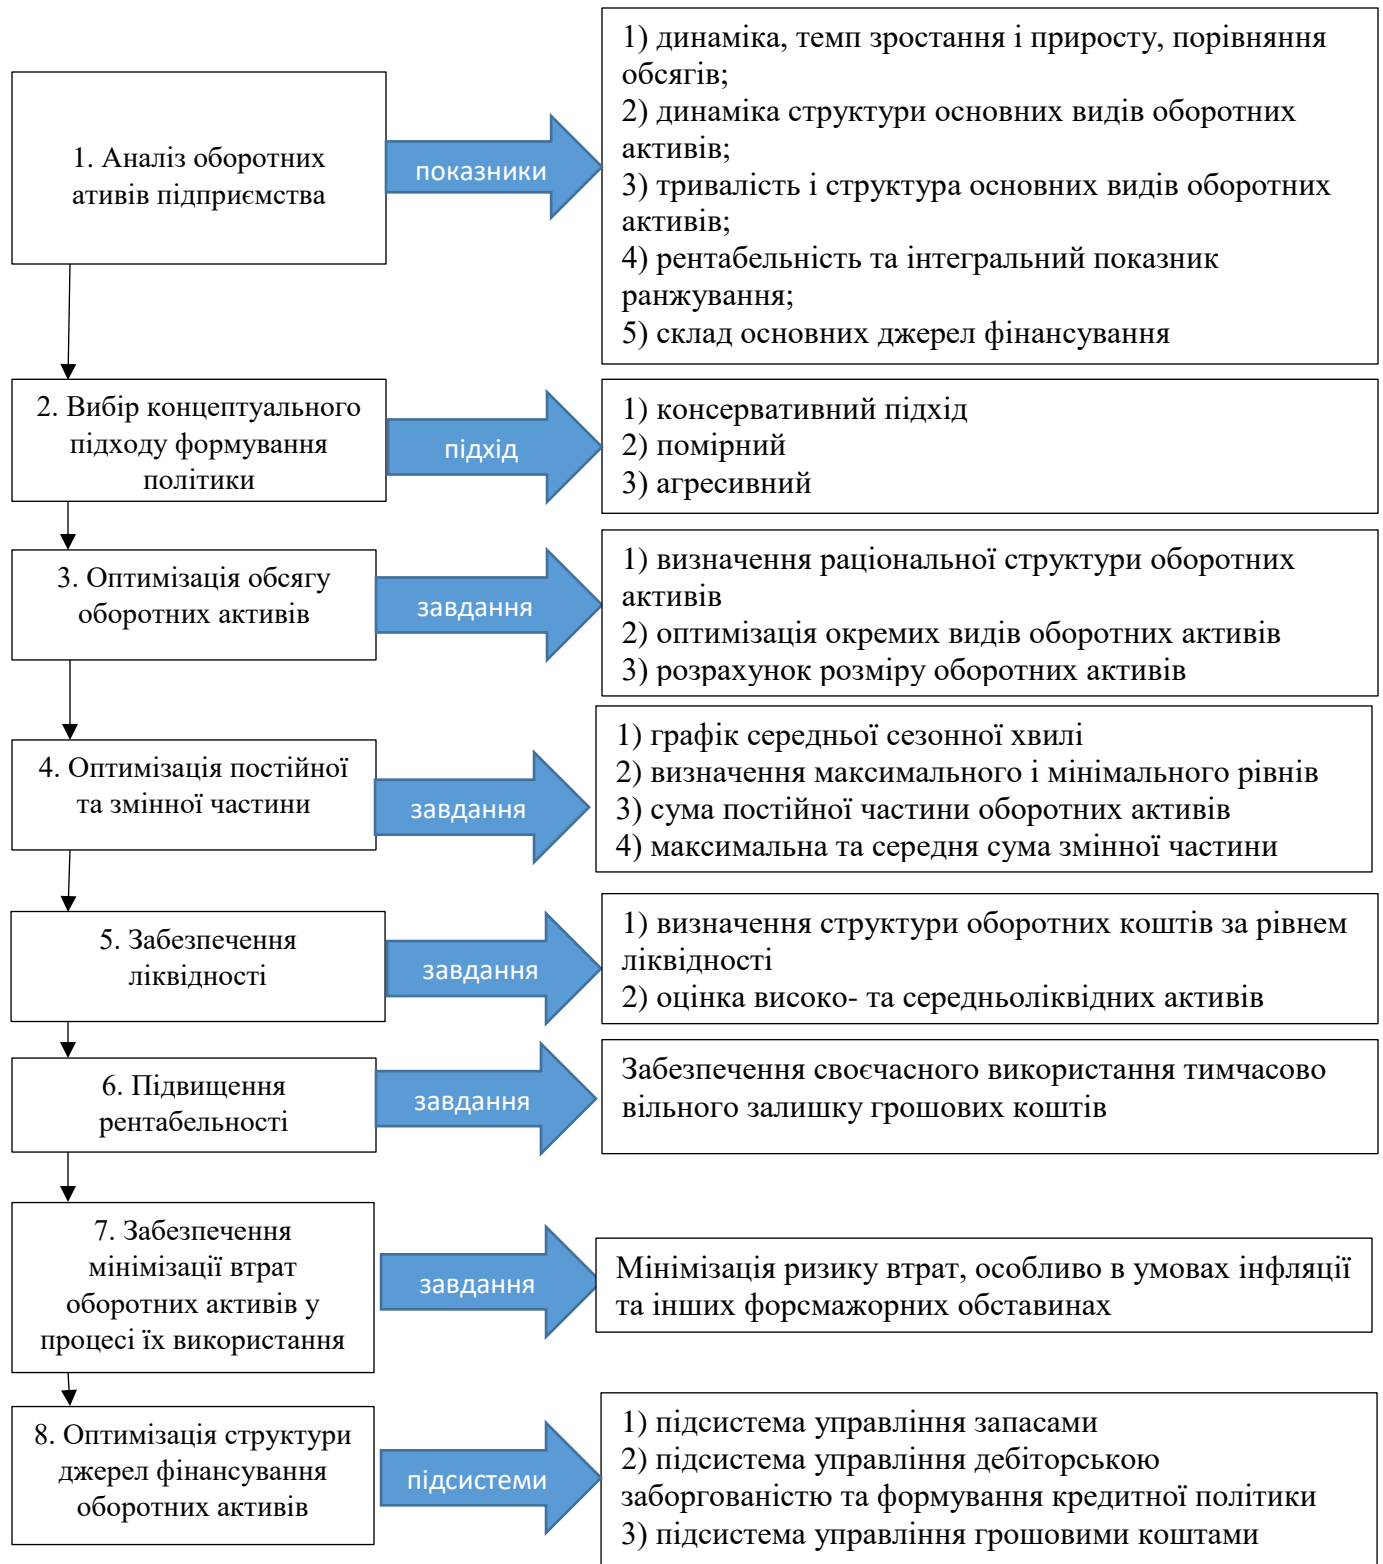 1. Аналіз оборотних
ативів підприємства
показники
1) динаміка, темп зростання і приросту, порівняння
обсягів;
2) динаміка структури основних видів оборотних
активів;
3) тривалість і структура основних видів оборотних
активів;
4) рентабельність та інтегральний показник
ранжування;
5) склад основних джерел фінансування
2. Вибір концептуального
підходу формування
політики
підхід
1) консервативний підхід
2) помірний
3) агресивний
3. Оптимізація обсягу
оборотних активів
завдання
1) визначення раціональної структури оборотних
активів
2) оптимізація окремих видів оборотних активів
3) розрахунок розміру оборотних активів
4. Оптимізація постійної
та змінної частини
завдання
1) графік середньої сезонної хвилі
2) визначення максимального і мінімального рівнів
3) сума постійної частини оборотних активів
4) максимальна та середня сума змінної частини
5. Забезпечення
ліквідності
завдання
1) визначення структури оборотних коштів за рівнем
ліквідності
2) оцінка високо- та середньоліквідних активів
6. Підвищення
рентабельності
завдання
Забезпечення своєчасного використання тимчасово
вільного залишку грошових коштів
7. Забезпечення
мінімізації втрат
оборотних активів у
процесі їх використання
завдання
Мінімізація ризику втрат, особливо в умовах інфляції
та інших форсмажорних обставинах
8. Оптимізація структури
джерел фінансування
оборотних активів
підсистеми
1) підсистема управління запасами
2) підсистема управління дебіторською
заборгованістю та формування кредитної політики
3) підсистема управління грошовими коштами